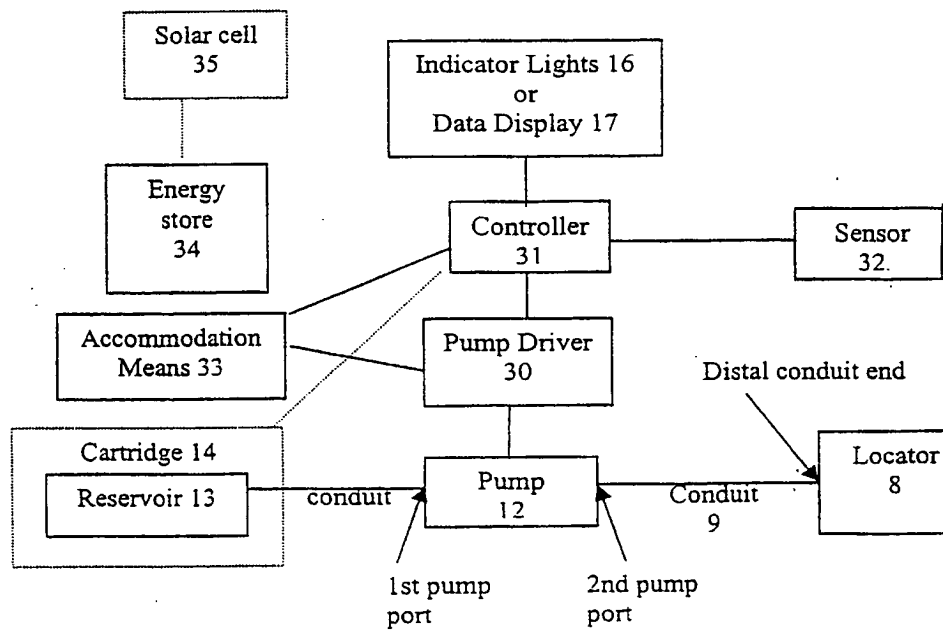 Solar cell
35
Indicator Lights 16
or
Data Display 17
Energy
store
34
Controller
31
Sensor
32.
Accommodation
Means 33
Pump Driver
30
Distal conduit end
Cartridge 14
Reservoir 13
conduit
Pump
12
Conduit
9
Locator
8
1st pump
port
2nd pump
port